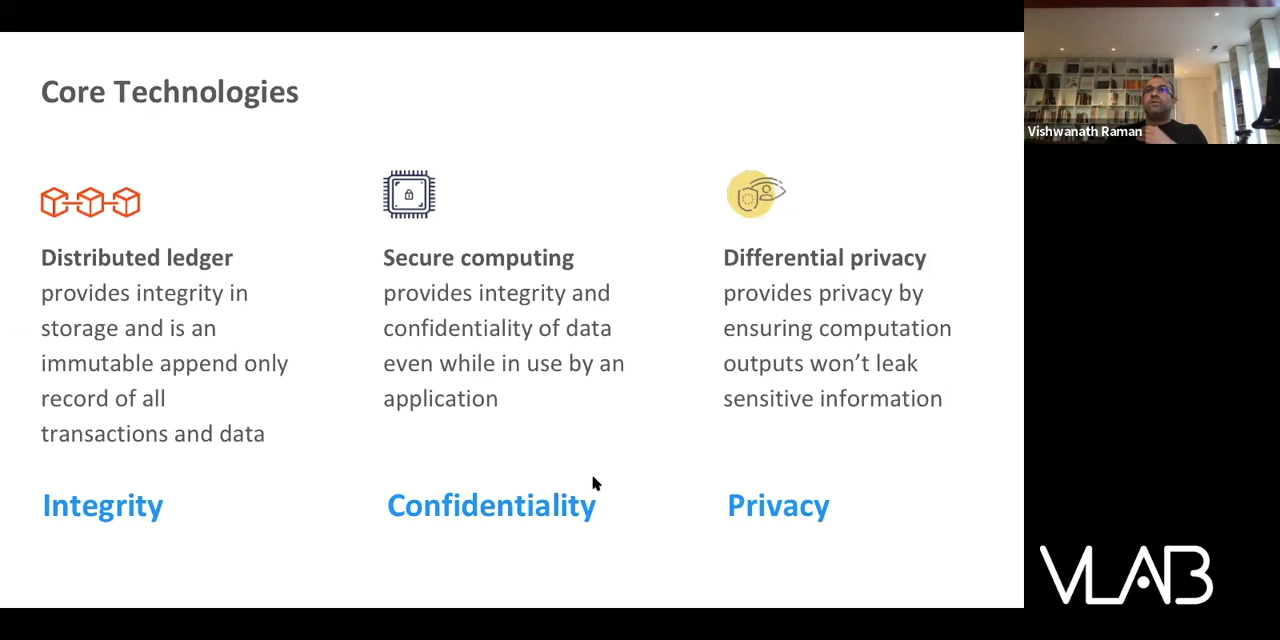 Core Technologies
Distributed ledger
provides integrity in
storage and is an
immutable append only
record of all
transactions and data
Integrity
Secure computing
provides integrity and
confidentiality of data
even while in use by an
application
Confidentiality
Differential privacy
provides privacy by
ensuring computation
outputs won’t leak
sensitive information
Privacy
Vishwanath Raman
VLAB